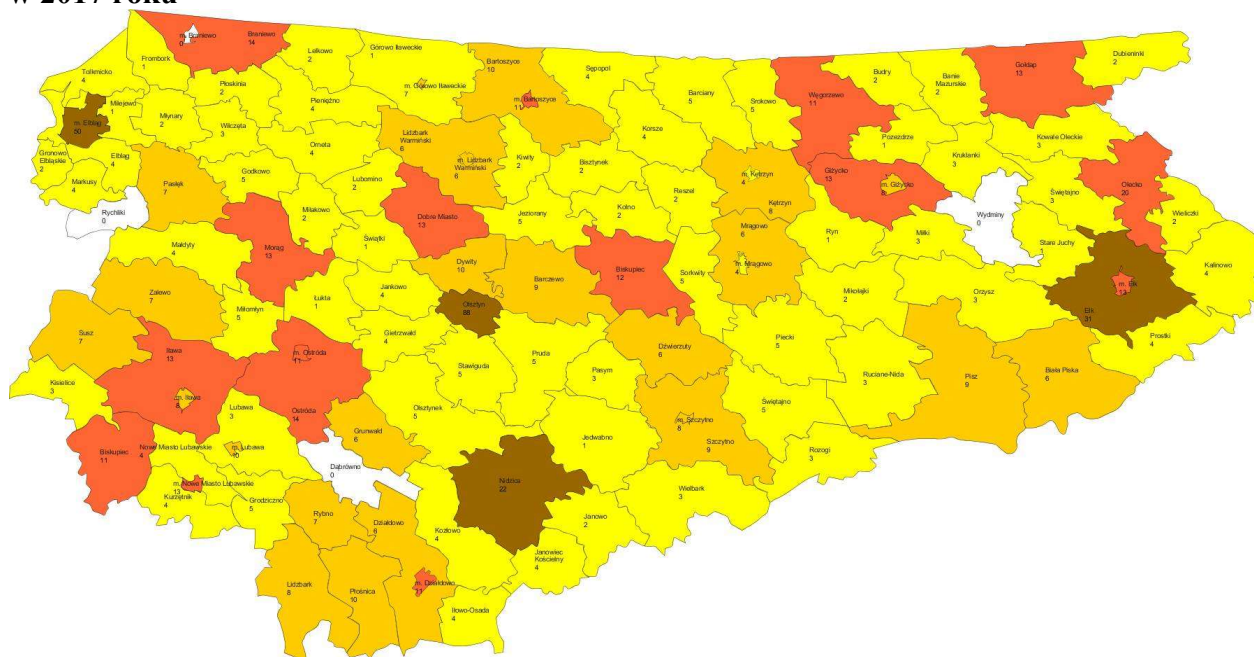 w 2017 roku
m. Braniewo
0
Braniewo
14
Frombork
1
Tolkmicko
4
Lelkowo
2
Górowo Iławeckie
1
Bartoszyce
10
Sępopol
4
Płoskinia
2
m. Górowo Iławeckie
7
m. Bartoszyce
11
Barciany
5
Srokowo
5
Węgorzewo
11
Budry
2
Banie
Mazurskie
2
Gołdap
13
Dubeninki
2
Milejewo
1
m. Elbląg
50
Młynary
2
Wilczęta
3
Pieniężno
4
Orneta
4
Lidzbark
Warmiński
6
m. Lidzbark
Warmiński
6
Kiwity
2
Bisztynek
2
Korsze
4
Pozezdrze
1
Kruklanki
3
Kowale Oleckie
3
Gronowo
Elbląskie
2
Elbląg
4
Markusy
4
Pasłęk
7
Godkowo
5
Lubomino
2
Reszel
2
m. Kętrzyn
4
Kętrzyn
8
Giżycko
13
m. Giżycko
8
Wydminy
0
Świętajno
3
Olecko
20
Wieliczki
2
Rychliki
0
Miłakowo
2
Morąg
13
Dobre Miasto
13
Jeziorany
5
Kolno
2
Mrągowo
6
m. Mrągowo
4
Ryn
1
Miłki
3
Stare Juchy
1
Kalinowo
4
Małdyty
4
Świątki
1
Dywity
10
Barczewo
9
Biskupiec
12
Sorkwity
5
Mikołajki
2
Orzysz
3
m. Ełk
13
Ełk
31
Prostki
4
Zalewo
7
Miłomłyn
5
Łukta
1
Jonkowo
4
Olsztyn
88
Gietrzwałd
4
Susz
7
Iława
13
m. Ostróda
11
Stawiguda
5
Purda
5
Pasym
3
Dźwierzuty
6
Piecki
5
Ruciane-Nida
3
Pisz
9
Biała Piska
6
Kisielice
3
m. Iława
8
Lubawa
3
Ostróda
14
Grunwald
6
Olsztynek
5
Jedwabno
1
m. Szczytno
8
Szczytno
9
Świętajno
5
Rozogi
3
Biskupiec
11
Nowe Miasto Lubawskie
4
m. Lubawa
10
Dąbrówno
0
Nidzica
22
Wielbark
3
m. Nowe Miasto Lubawskie
13
Kurzętnik
4
Grodziczno
5
Rybno
7
Działdowo
6
Kozłowo
4
Janowo
2
Janowiec
Kościelny
4
Lidzbark
8
Płośnica
10
m. Działdowo
11
Iłowo-Osada
4